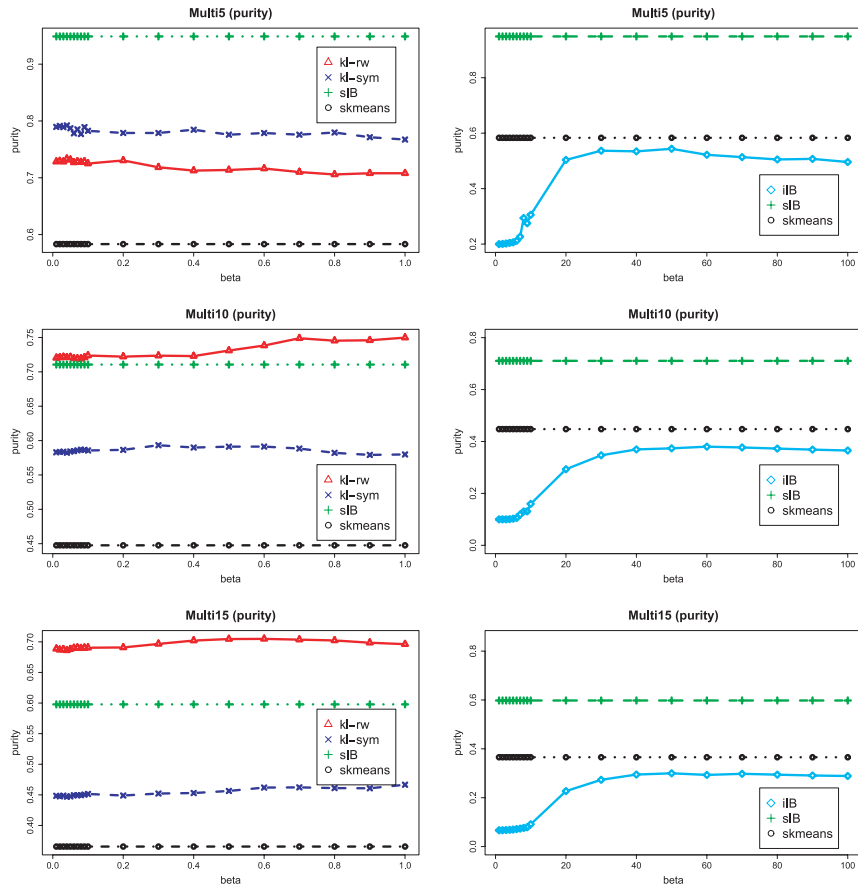 Multi5 (purity)
purity
0.6 0.7 0.8 0.9
kl−rw
kl−sym
sIB
skmeans
0.0 0.2 0.4 0.6 0.8 1.0
beta
Multi5 (purity)
purity
0.2 0.4 0.6 0.8
iIB
sIB
skmeans
0 20 40 60 80 100
beta
Multi10 (purity)
purity
0.45 0.50 0.55 0.60 0.65 0.70 0.75
kl−rw
kl−sym
sIB
skmeans
0.0 0.2 0.4 0.6 0.8 1.0
beta
Multi10 (purity)
purity
0.0 0.2 0.4 0.6 0.8
iIB
sIB
skmeans
0 20 40 60 80 100
beta
Multi15 (purity)
purity
0.40 0.45 0.50 0.55 0.60 0.65 0.70
kl−rw
kl−sym
sIB
skmeans
0.0 0.2 0.4 0.6 0.8 1.0
beta
Multi15 (purity)
purity
0.0 0.2 0.4 0.6 0.8
iIB
sIB
skmeans
0 20 40 60 80 100
beta